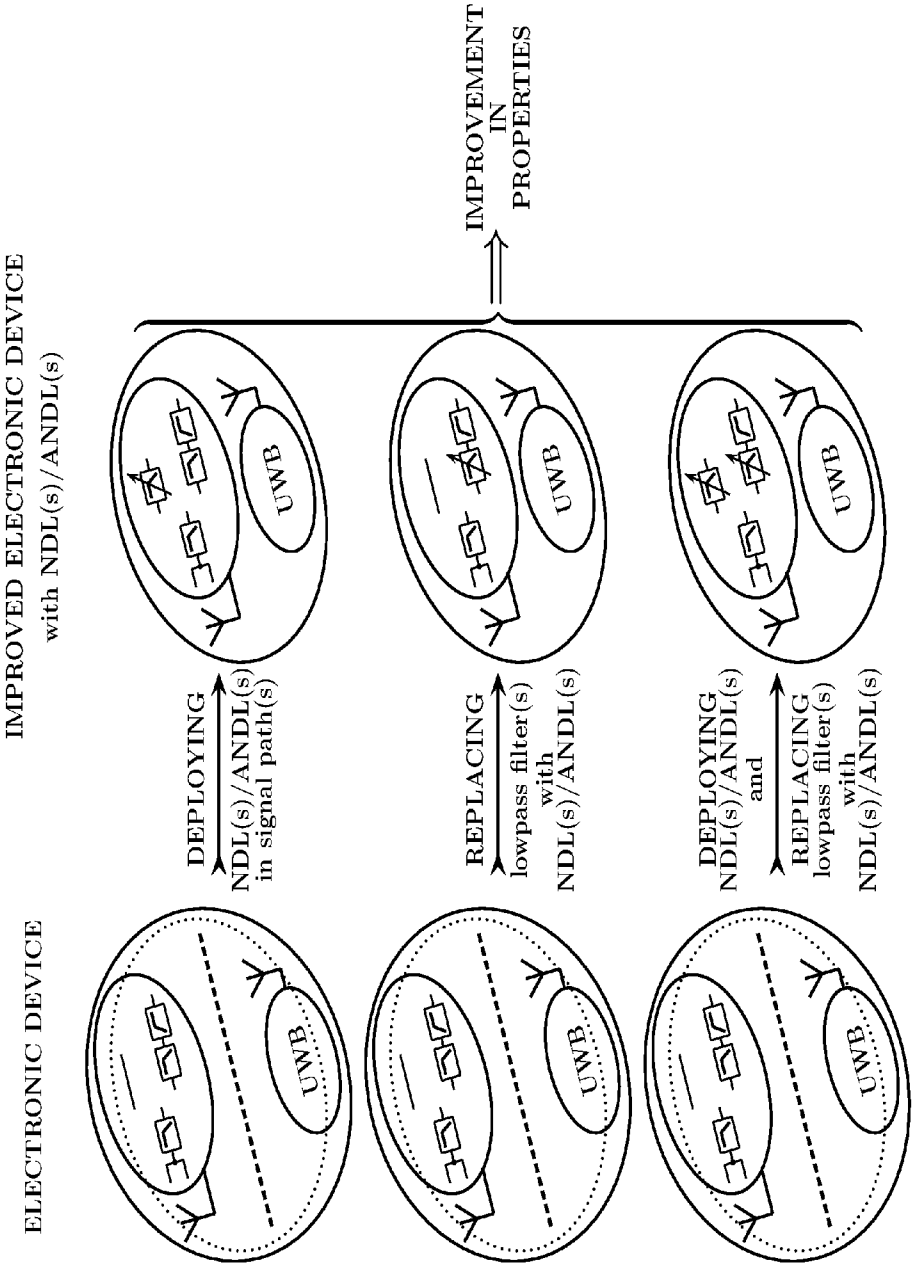 ELECTRONIC DEVICE
IMPROVED ELECTRONIC DEVICE
with NDL(s)/ANDL(s)
UWB
DEPLOYING
NDL(s)/ANDL(s)
in signal path(s)
UWB
UWB
REPLACING
lowpass filter(s)
with
NDL(s)/ANDL(s)
UWB
UWB
DEPLOYING
NDL(s)/ANDL(s)
and
REPLACING
lowpass filter(s)
with
NDL(s)/ANDL(s)
UWB
IMPROVEMENT
IN
PROPERTIES